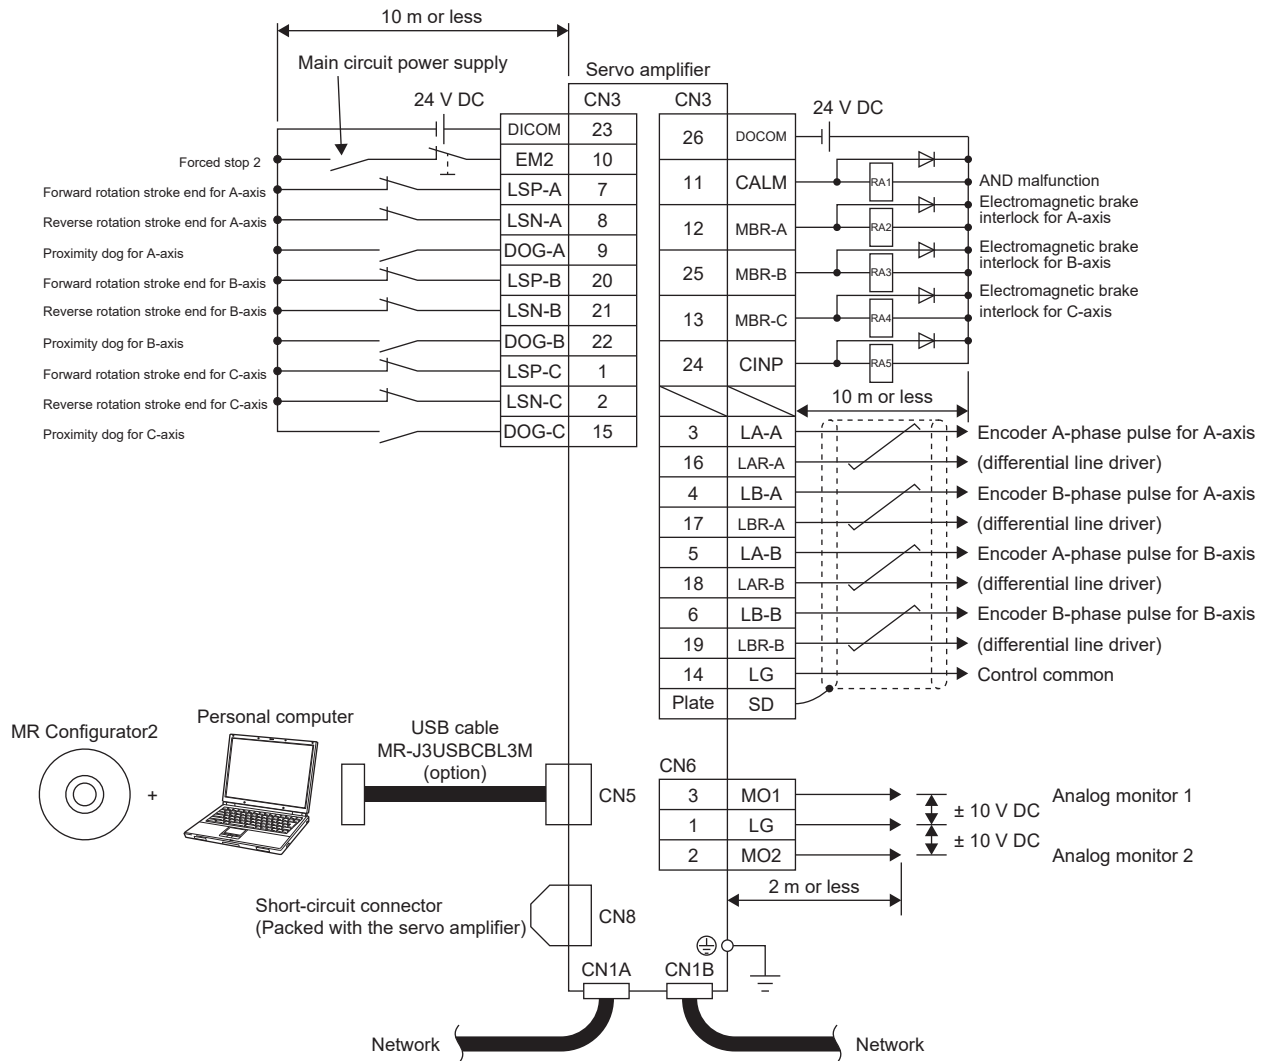 10 m or less
Main circuit power supply
Servo amplifier
24 V DC
CN3
CN3
24 V DC
DICOM 23
26 DOCOM
Forced stop 2
EM2 10
Forward rotation stroke end for A-axis
LSP-A 7
11 CALM
RA1
AND malfunction
Reverse rotation stroke end for A-axis
LSN-A 8
12 MBR-A
RA2
Electromagnetic brake
interlock for A-axis
Proximity dog for A-axis
DOG-A 9
25 MBR-B
RA3
Electromagnetic brake
interlock for B-axis
Forward rotation stroke end for B-axis
LSP-B 20
Reverse rotation stroke end for B-axis
LSN-B 21
13 MBR-C
RA4
Electromagnetic brake
interlock for C-axis
Proximity dog for B-axis
DOG-B 22
24 CINP
RA5
Forward rotation stroke end for C-axis
LSP-C 1
Reverse rotation stroke end for C-axis
LSN-C 2
10 m or less
Proximity dog for C-axis
DOG-C 15
3 LA-A
Encoder A-phase pulse for A-axis
16 LAR-A
(differential line driver)
4 LB-A
Encoder B-phase pulse for A-axis
17 LBR-A
(differential line driver)
5 LA-B
Encoder A-phase pulse for B-axis
18 LAR-B
(differential line driver)
6 LB-B
Encoder B-phase pulse for B-axis
19 LBR-B
(differential line driver)
14 LG
Control common
Plate SD
MR Configurator2
+
Personal computer
USB cable
MR-J3USBCBL3M
(option)
CN5
CN6
3 MO1
Analog monitor 1
± 10 V DC
1 LG
± 10 V DC
2 MO2
Analog monitor 2
2 m or less
Short-circuit connector
(Packed with the servo amplifier)
CN8
CN1A
CN1B
Network
Network